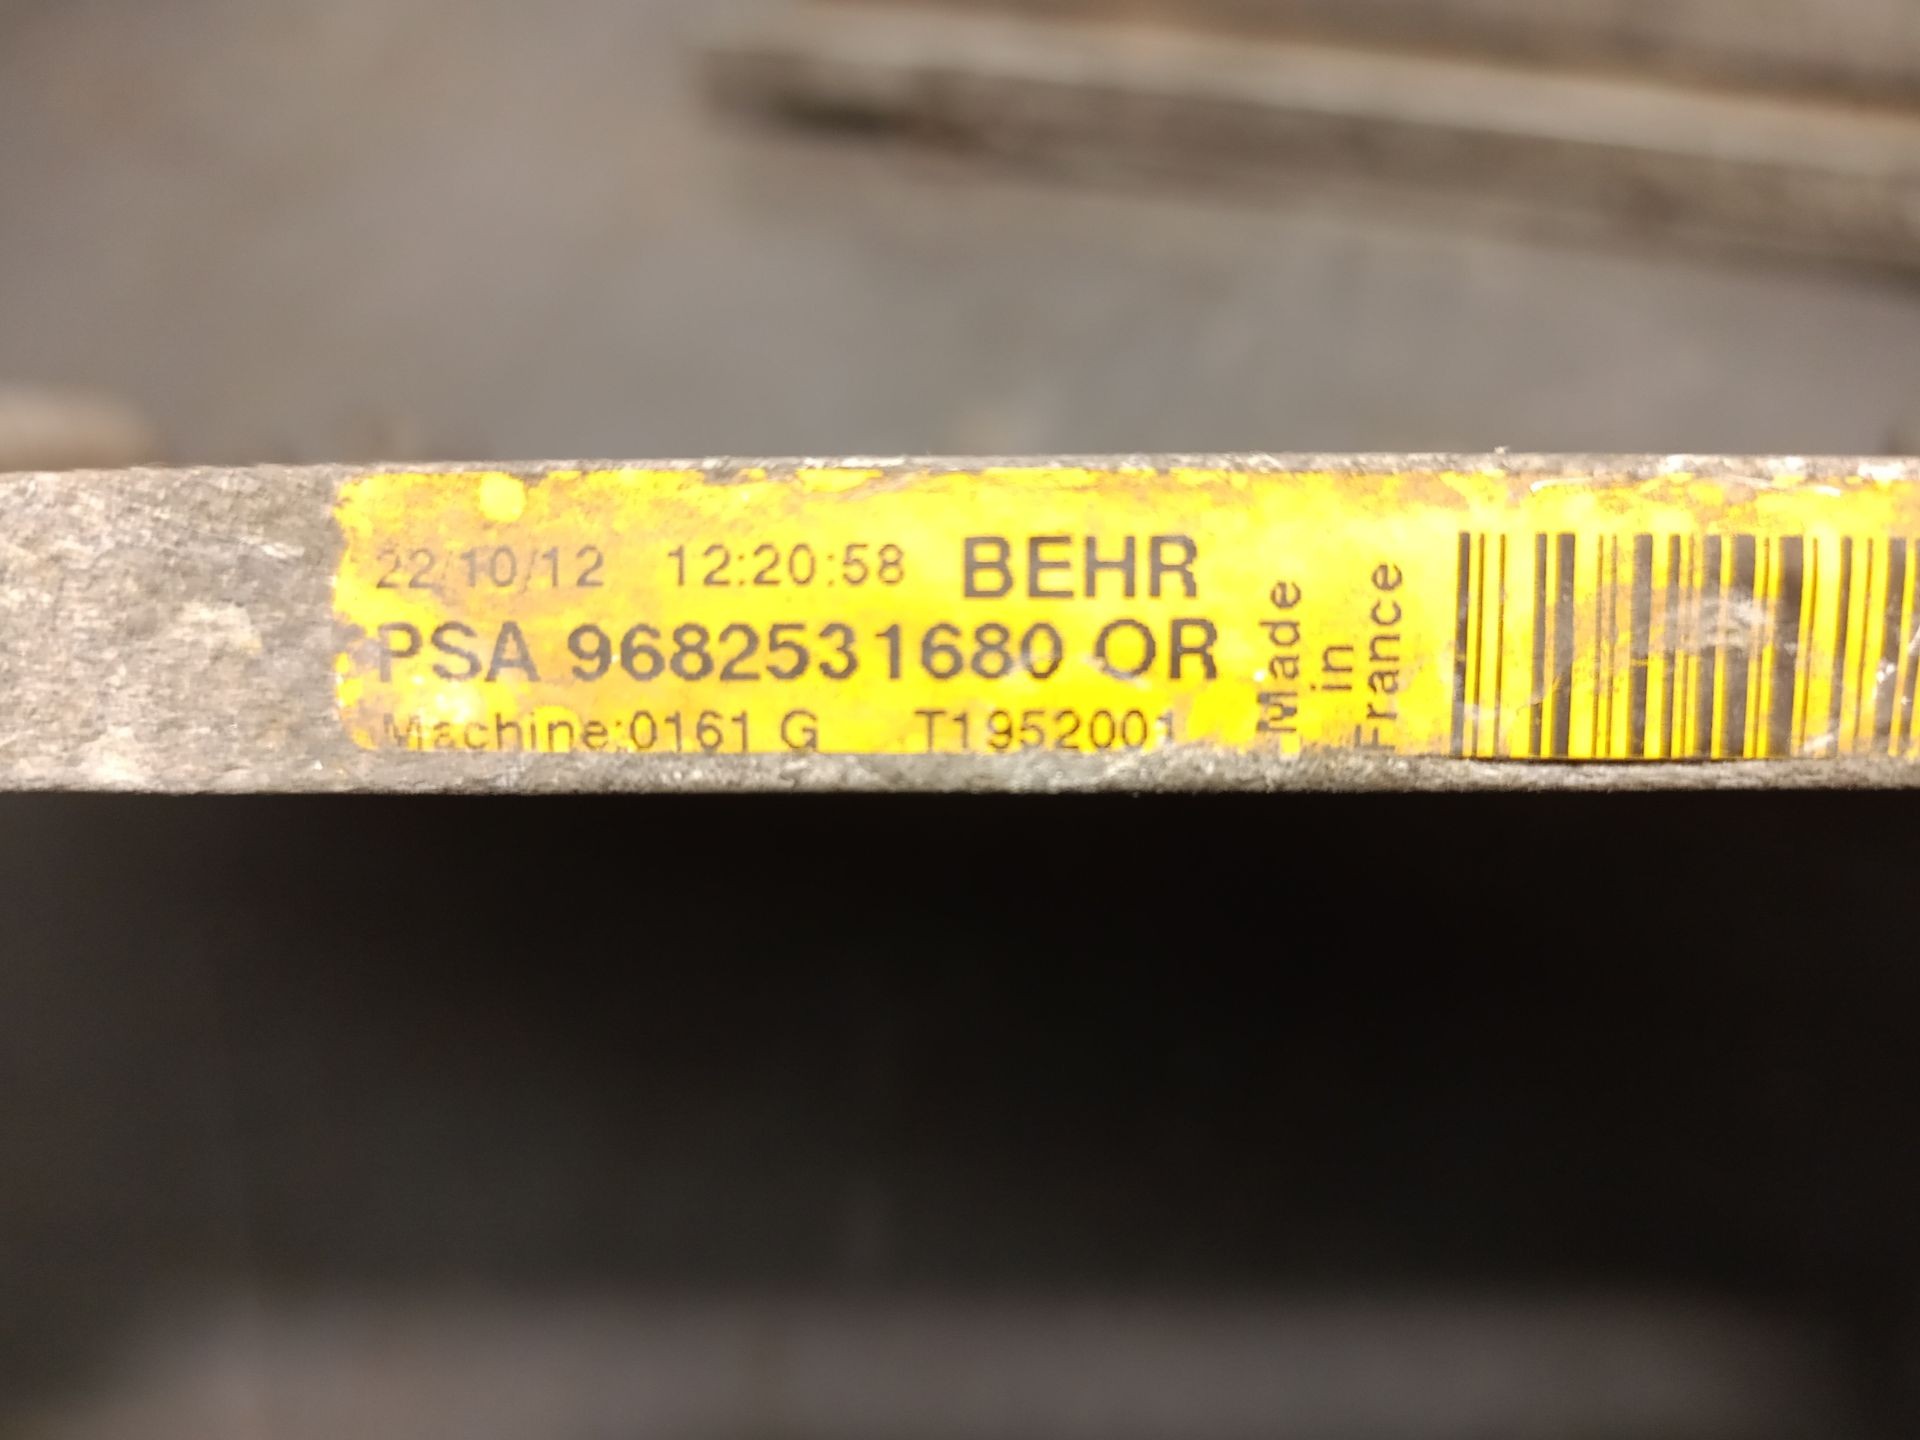 22/10/12 12:20:58 BEHR
PSA 9682531680 OR
Machine:0161 G T1952001
Made
in
France